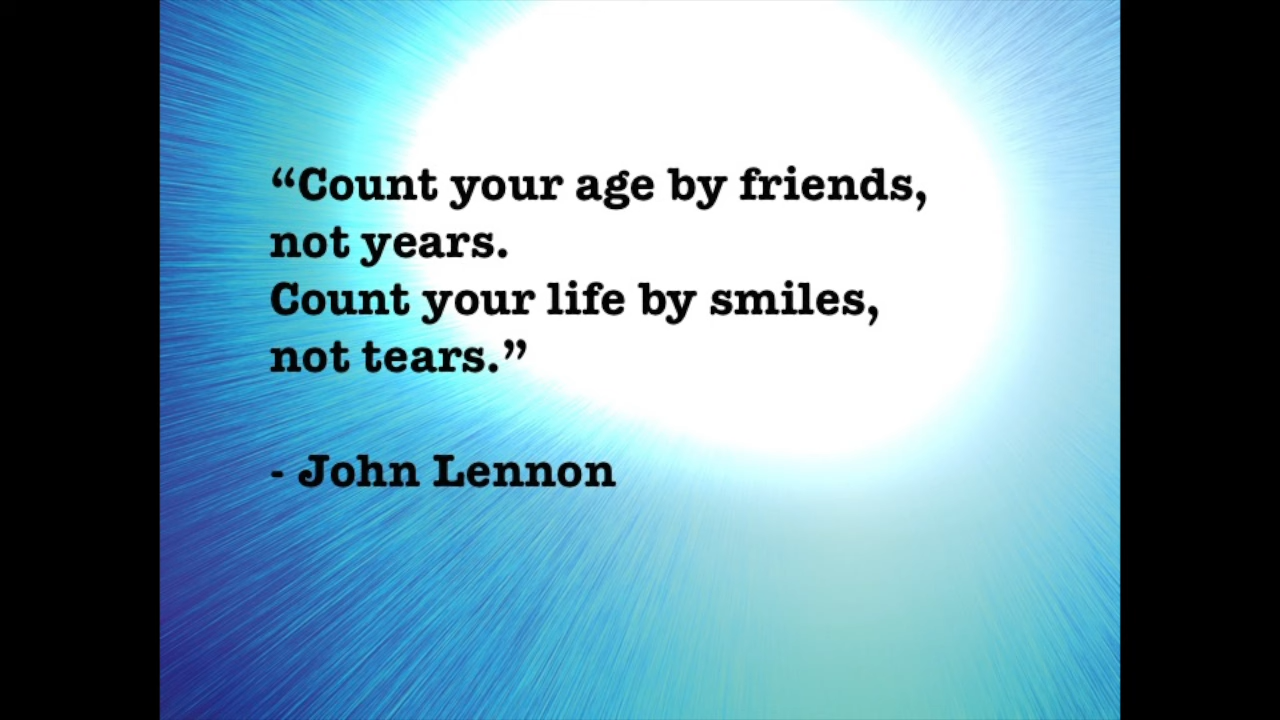 “Count your age by friends,
not years.
Count your life by smiles,
not tears.”
- John Lennon